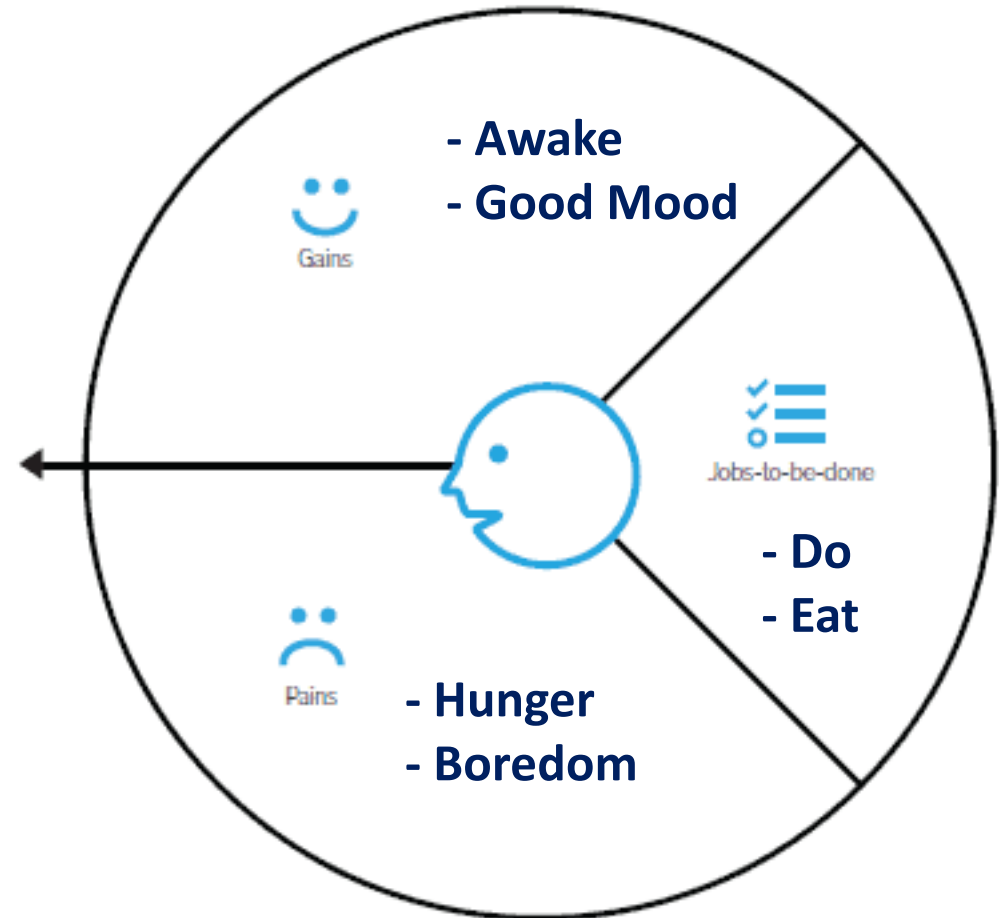 - Awake
- Good Mood
Gains
Jobs-to-be-done
- Do
- Eat
Pains
- Hunger
- Boredom